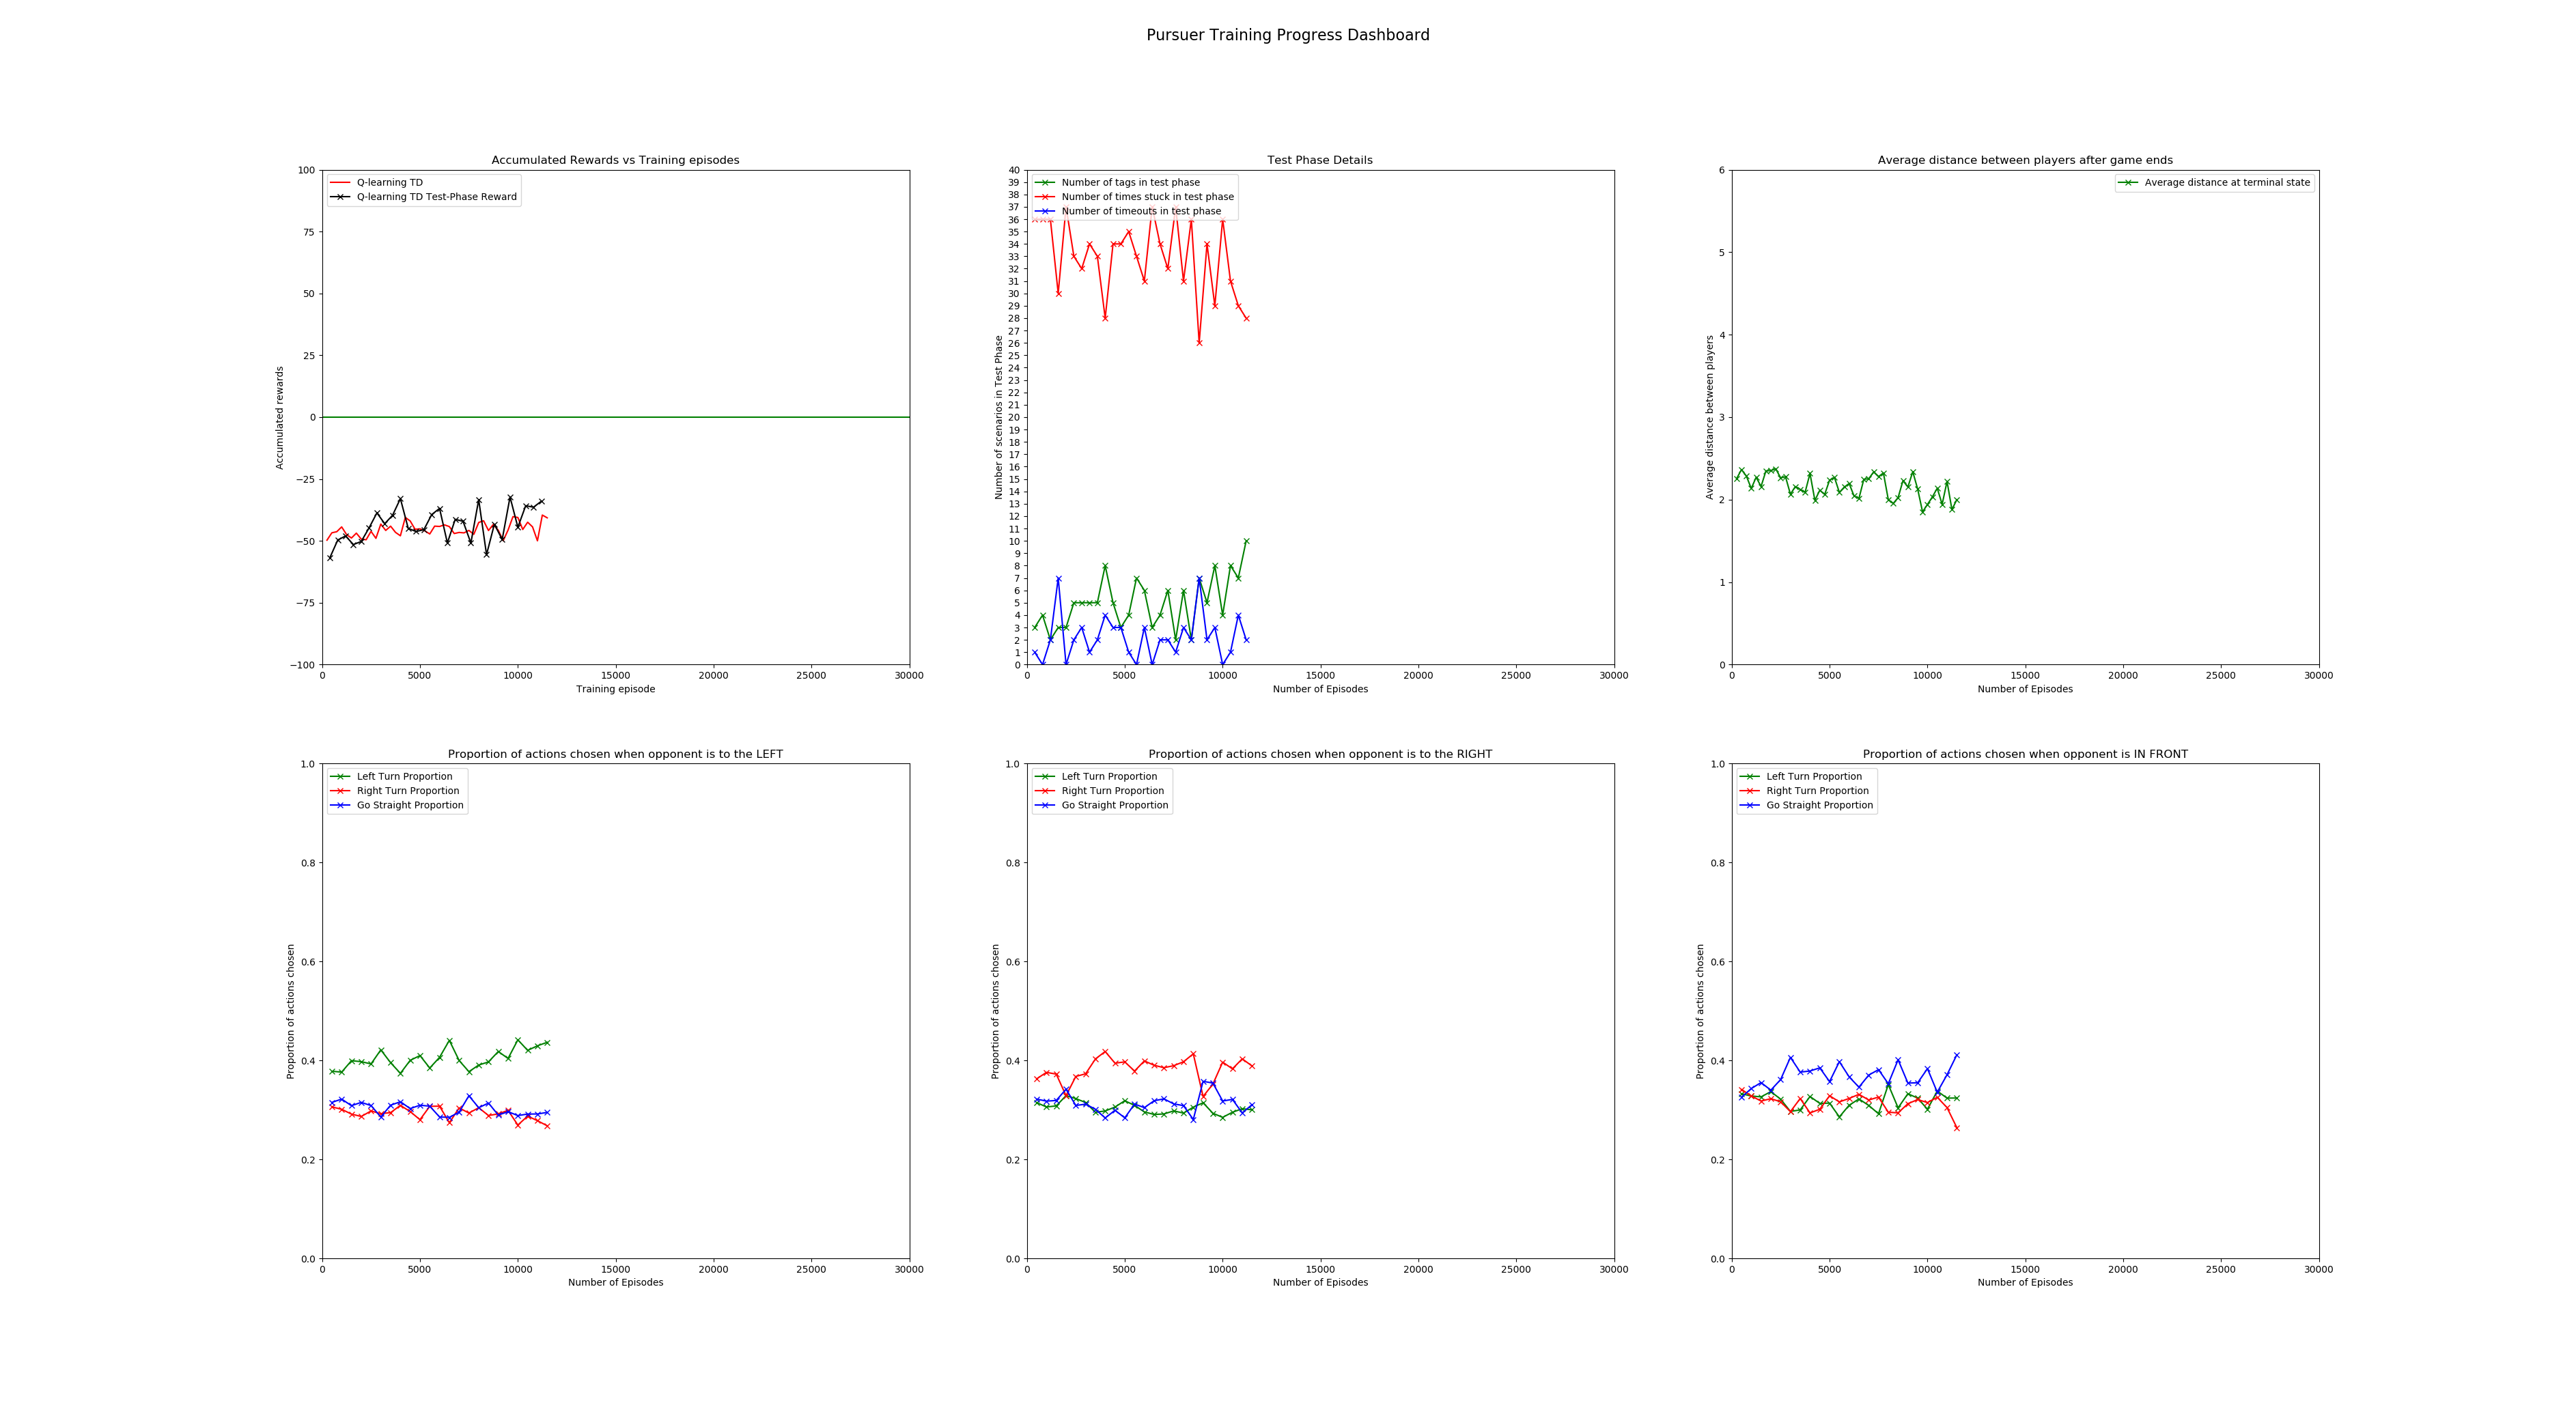 Pursuer Training Progress Dashboard
Accumulated Rewards vs Training episodes
Q-learning TD
Q-learning TD Test-Phase Reward
100
75
50
25
0
−25
−50
−75
−100
Accumulated rewards
0 5000 10000 15000 20000 25000 30000
Training episode
Test Phase Details
Number of tags in test phase
Number of times stuck in test phase
Number of timeouts in test phase
40
39
38
37
36
35
34
33
32
31
30
29
28
27
26
25
24
23
22
21
20
19
18
17
16
15
14
13
12
11
10
9
8
7
6
5
4
3
2
1
0
Number of scenarios in Test Phase
0 5000 10000 15000 20000 25000 30000
Number of Episodes
Average distance between players after game ends
Average distance at terminal state
6
5
4
3
2
1
0
Average distance between players
0 5000 10000 15000 20000 25000 30000
Number of Episodes
Proportion of actions chosen when opponent is to the LEFT
Left Turn Proportion
Right Turn Proportion
Go Straight Proportion
1.0
0.8
0.6
0.4
0.2
0.0
Proportion of actions chosen
0 5000 10000 15000 20000 25000 30000
Number of Episodes
Proportion of actions chosen when opponent is to the RIGHT
Left Turn Proportion
Right Turn Proportion
Go Straight Proportion
1.0
0.8
0.6
0.4
0.2
0.0
Proportion of actions chosen
0 5000 10000 15000 20000 25000 30000
Number of Episodes
Proportion of actions chosen when opponent is IN FRONT
Left Turn Proportion
Right Turn Proportion
Go Straight Proportion
1.0
0.8
0.6
0.4
0.2
0.0
Proportion of actions chosen
0 5000 10000 15000 20000 25000 30000
Number of Episodes